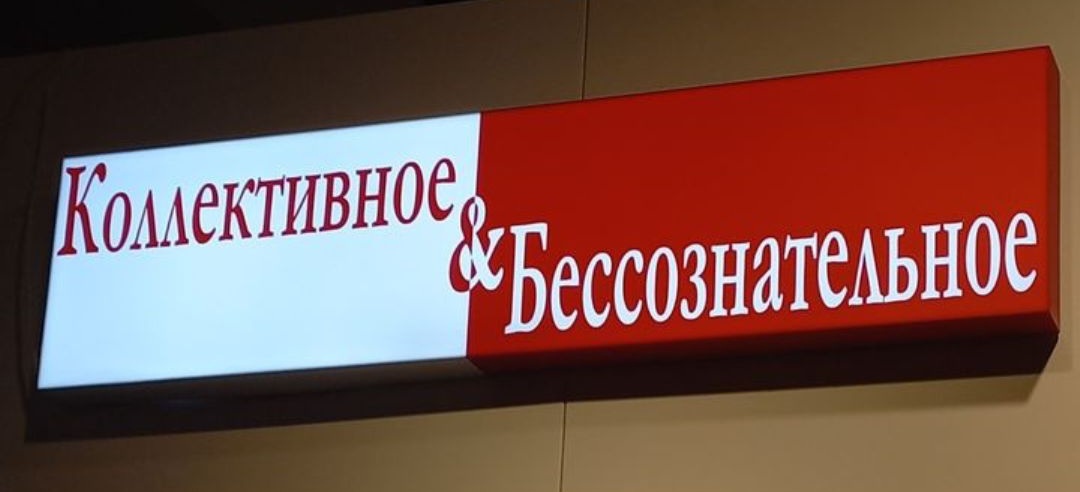 Коллективное
&
Бессознательное